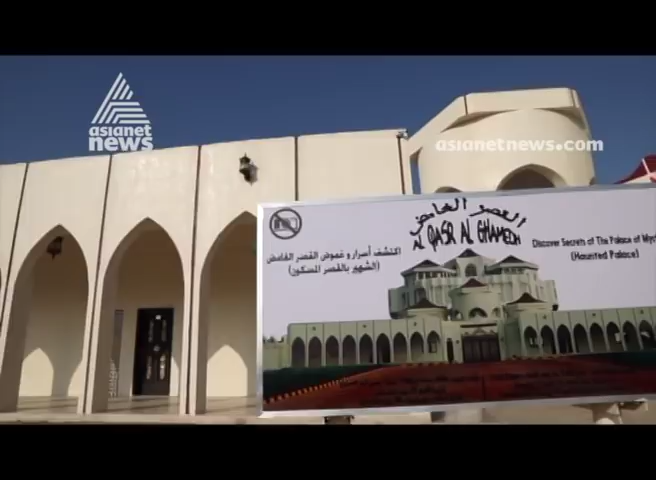 asianet
news
asianetnews.com
القصر الغامض
AL QASR AL GHAMEDH
اكتشف أسرار و غموض القصر الغامض
(الشهير بالقصر المسكون)
Discover Secrets of The Palace of Mys
(Haunted Palace)